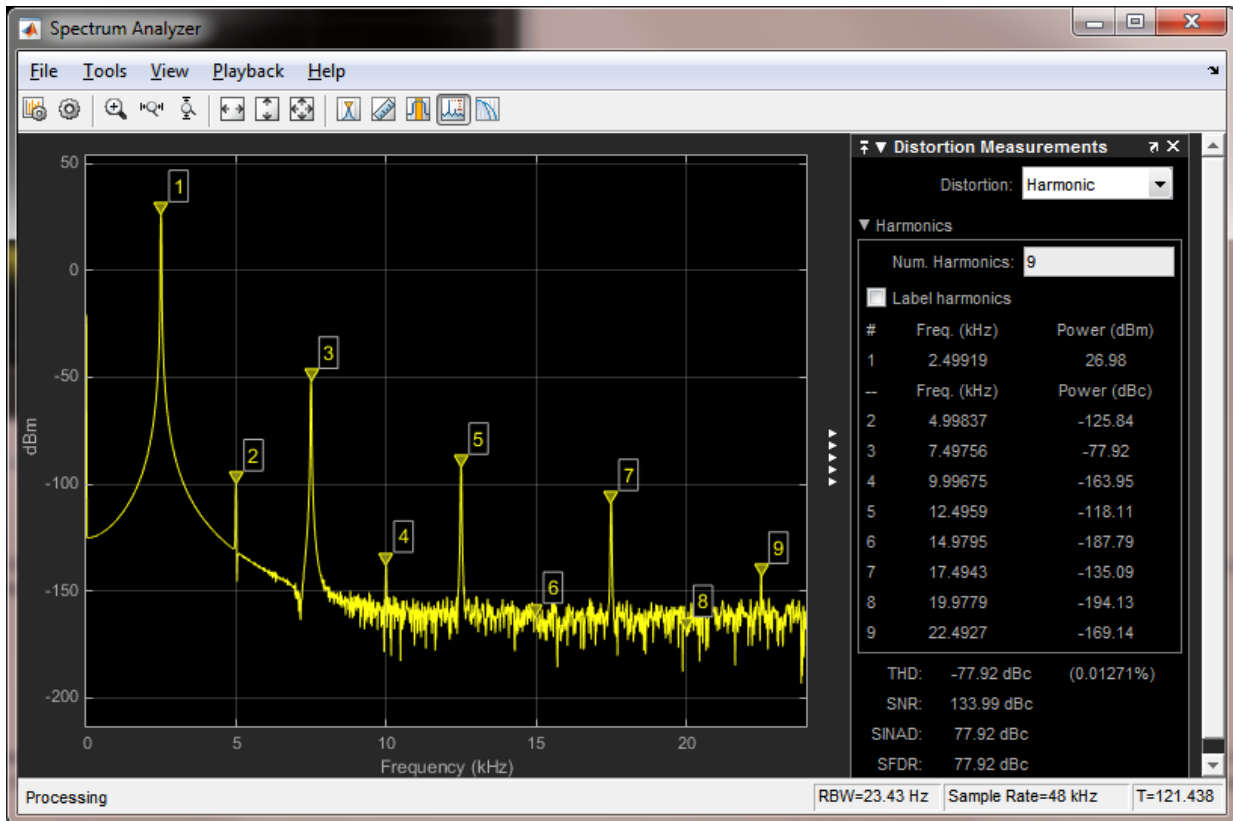 Spectrum Analyzer
File Tools View Playback Help
Distortion Measurements
Distortion: Harmonic
Harmonics
Num. Harmonics: 9
Label harmonics
# Freq. (kHz) Power (dBm)
1 2.49919 26.98
-- Freq. (kHz) Power (dBc)
2 4.99837 -125.84
3 7.49756 -77.92
4 9.99675 -163.95
5 12.4959 -118.11
6 14.9795 -187.79
7 17.4943 -135.09
8 19.9779 -194.13
9 22.4927 -169.14
THD: -77.92 dBc (0.01271%)
SNR: 133.99 dBc
SINAD: 77.92 dBc
SFDR: 77.92 dBc
50
0
-50
-100
-150
-200
dBm
1
2
3
4
5
6
7
8
9
0 5 10 15 20
Frequency (kHz)
Processing
RBW=23.43 Hz Sample Rate=48 kHz T=121.438